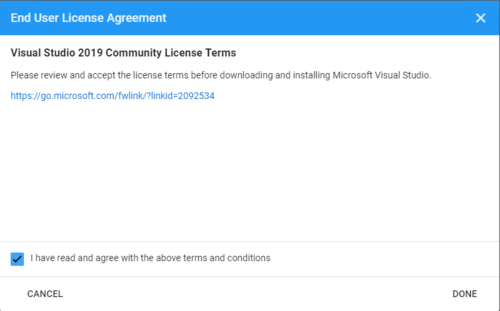 End User License Agreement
Visual Studio 2019 Community License Terms
Please review and accept the license terms before downloading and installing Microsoft Visual Studio.
https://go.microsoft.com/fwlink/?linkid=2092534
I have read and agree with the above terms and conditions
CANCEL
DONE